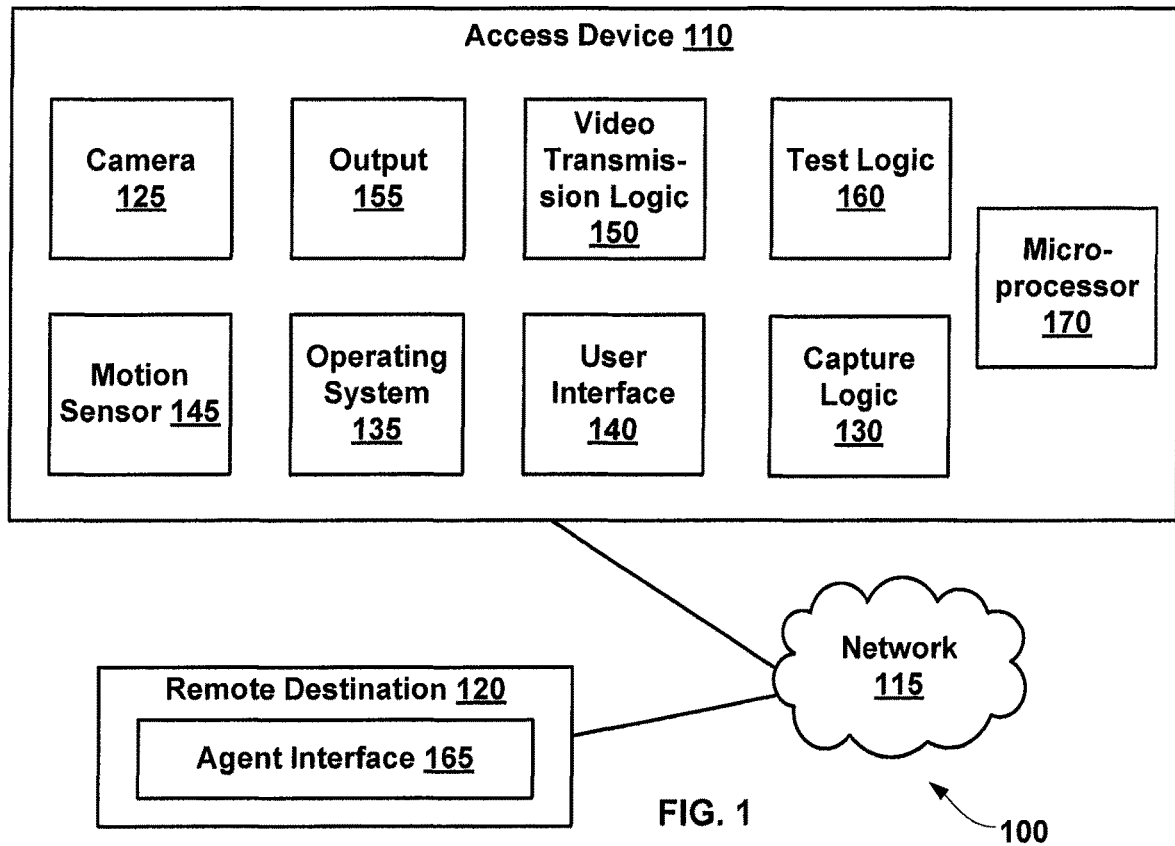 Access Device 110
Camera
125
Output
155
Video
Transmis-
sion Logic
150
Test Logic
160
Micro-
processor
170
Motion
Sensor 145
Operating
System
135
User
Interface
140
Capture
Logic
130
Network
115
Remote Destination 120
Agent Interface 165
FIG. 1
100